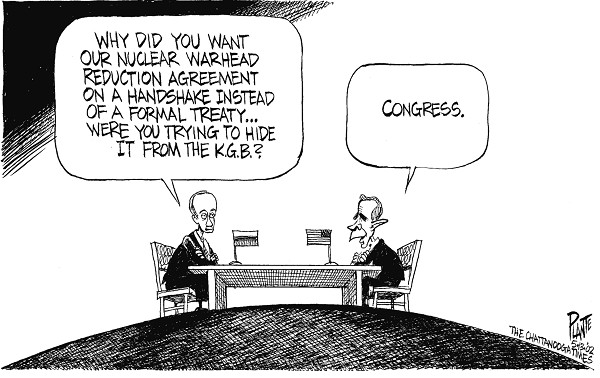 WHY DID YOU WANT
OUR NUCLEAR WARHEAD
REDUCTION AGREEMENT
ON A HANDSHAKE INSTEAD
OF A FORMAL TREATY...
WERE YOU TRYING TO HIDE
IT FROM THE K.G.B.?
CONGRESS.
PLANTE
THE CHATTANOOGA
TIMES